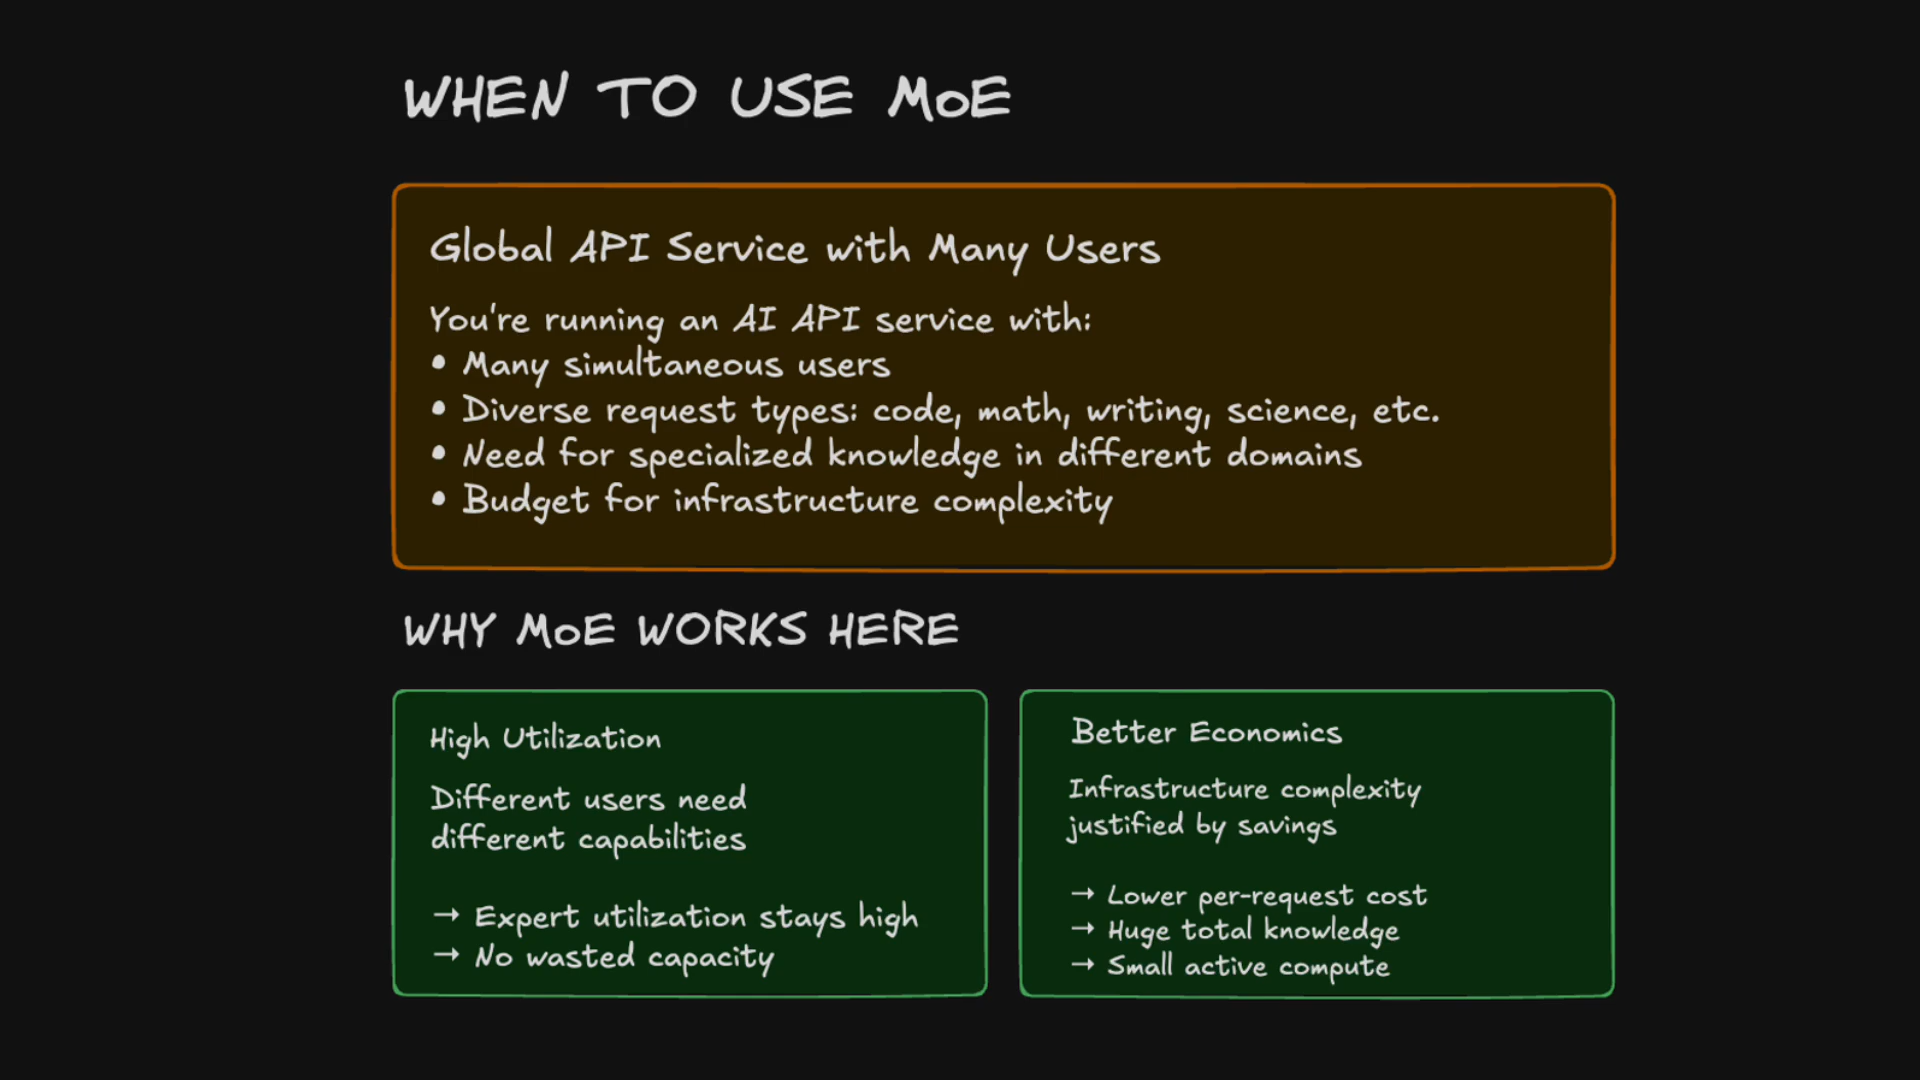 WHEN TO USE MoE
Global API Service with Many Users
You're running an AI API service with:
• Many simultaneous users
• Diverse request types: code, math, writing, science, etc.
• Need for specialized knowledge in different domains
• Budget for infrastructure complexity
WHY MoE WORKS HERE
High Utilization
Different users need
different capabilities
→ Expert utilization stays high
→ No wasted capacity
Better Economics
Infrastructure complexity
justified by savings
→ Lower per-request cost
→ Huge total knowledge
→ Small active compute